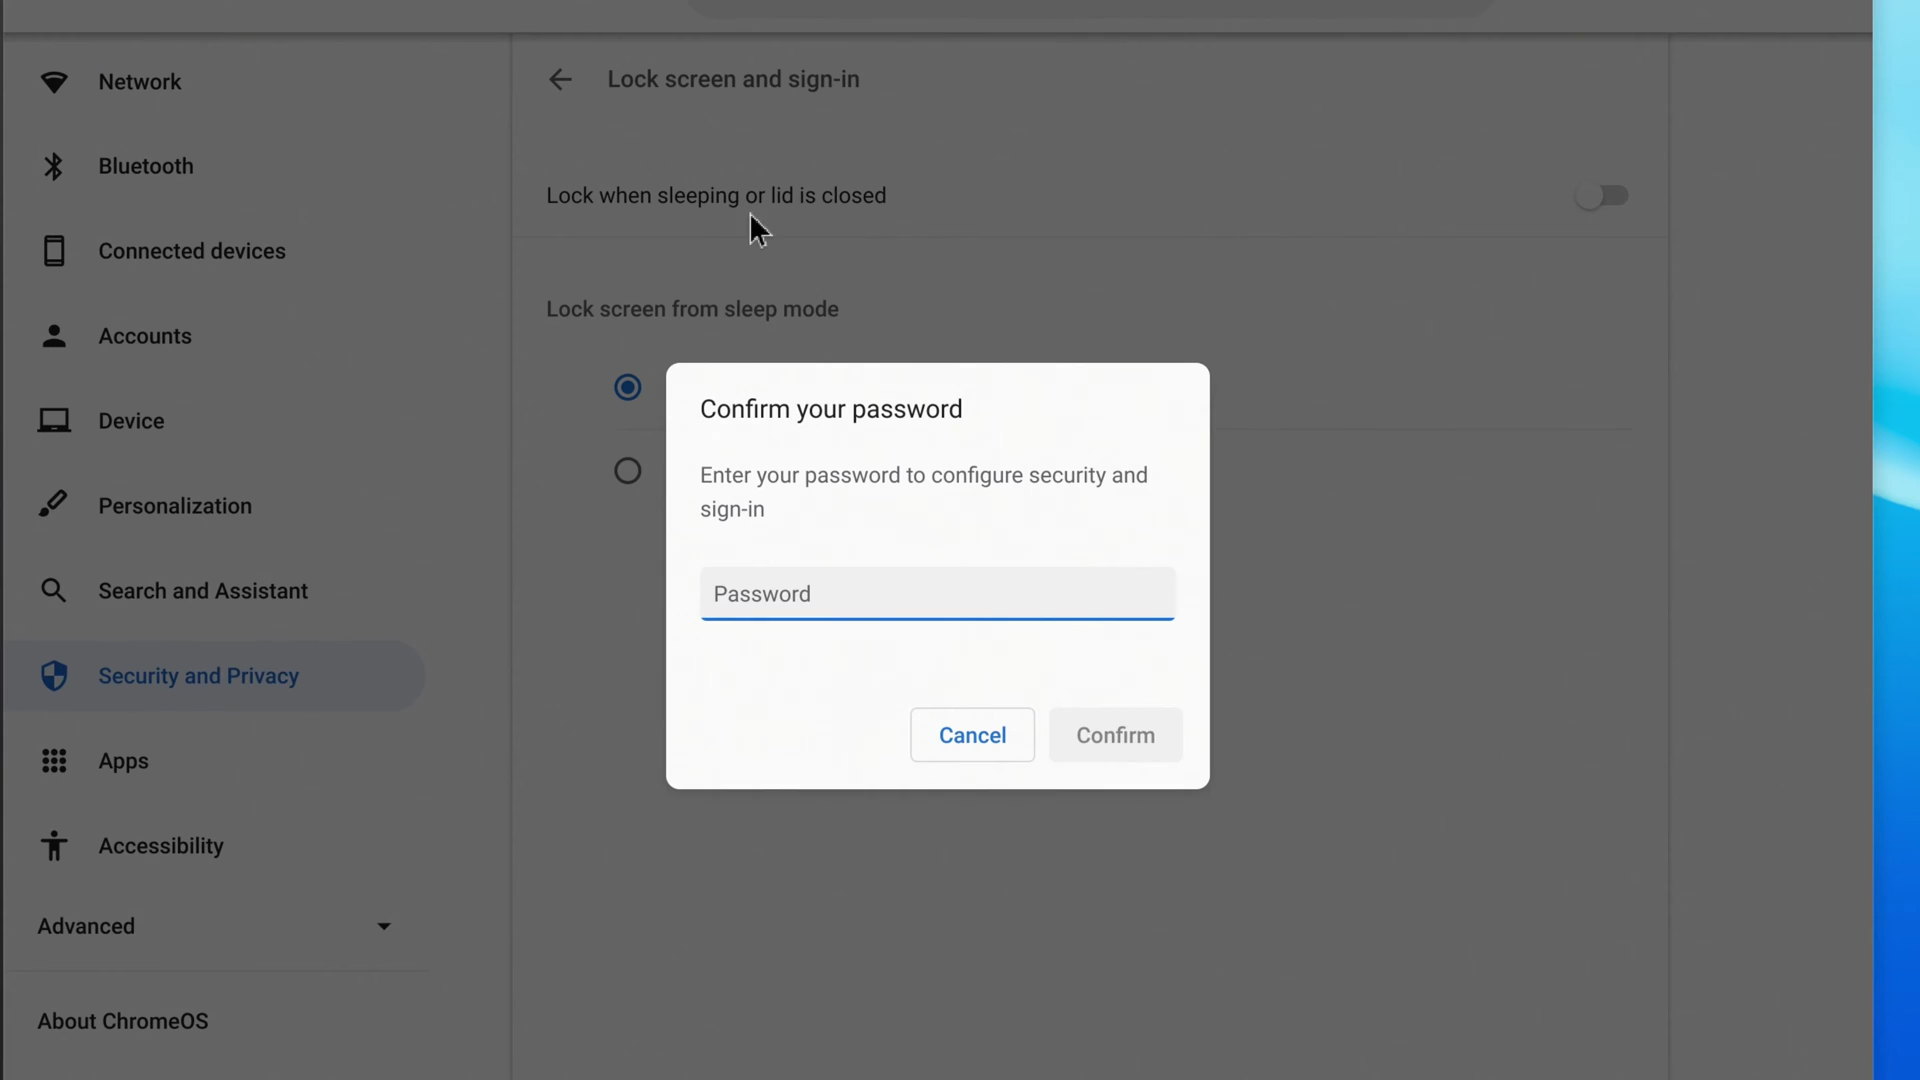 Network
Bluetooth
Connected devices
Accounts
Device
Personalization
Search and Assistant
Security and Privacy
Apps
Accessibility
Advanced
About ChromeOS
Lock screen and sign-in
Lock when sleeping or lid is closed
Lock screen from sleep mode
Confirm your password
Enter your password to configure security and
sign-in
Password
Cancel
Confirm